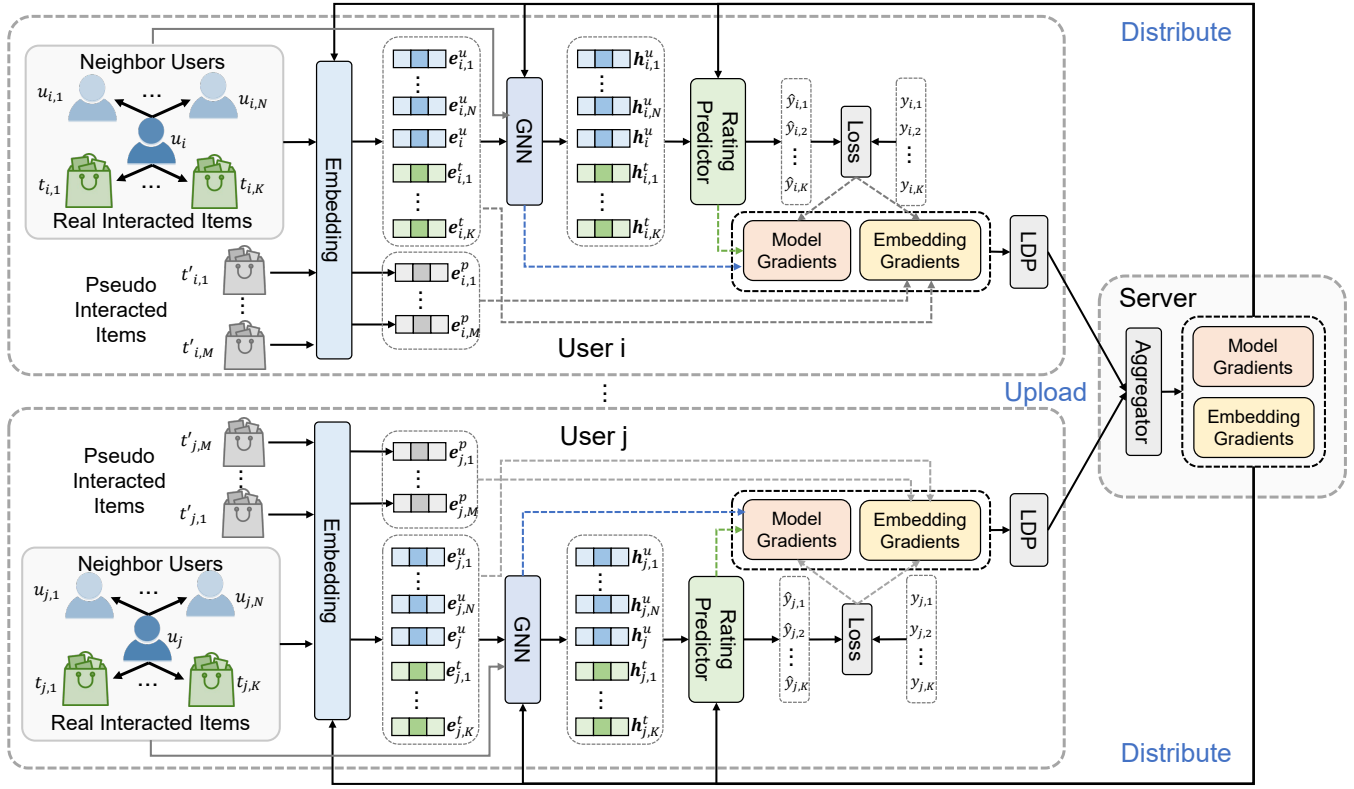 Distribute
Neighbor Users
u_{i,1}
...
u_{i,N}
u_i
t_{i,1}
...
t_{i,K}
Real Interacted Items
Pseudo
Interacted
Items
t'_{i,1}
⋮
t'_{i,M}
Embedding
e^u_{i,1}
⋮
e^u_{i,N}
e^u_i
e^t_{i,1}
⋮
e^t_{i,K}
e^p_{i,1}
⋮
e^p_{i,M}
GNN
h^u_{i,1}
⋮
h^u_{i,N}
h^u_i
h^t_{i,1}
⋮
h^t_{i,K}
Rating
Predictor
ŷ_{i,1}
ŷ_{i,2}
⋮
ŷ_{i,K}
Loss
y_{i,1}
y_{i,2}
⋮
y_{i,K}
Model
Gradients
Embedding
Gradients
LDP
User i
⋮
Upload
Server
Aggregator
Model
Gradients
Embedding
Gradients
User j
Pseudo
Interacted
Items
t'_{j,M}
⋮
t'_{j,1}
Neighbor Users
u_{j,1}
...
u_{j,N}
u_j
t_{j,1}
...
t_{j,K}
Real Interacted Items
Embedding
e^p_{j,1}
⋮
e^p_{j,M}
e^u_{j,1}
⋮
e^u_{j,N}
e^u_j
e^t_{j,1}
⋮
e^t_{j,K}
GNN
h^u_{j,1}
⋮
h^u_{j,N}
h^u_j
h^t_{j,1}
⋮
h^t_{j,K}
Rating
Predictor
Model
Gradients
Embedding
Gradients
LDP
ŷ_{j,1}
ŷ_{j,2}
⋮
ŷ_{j,K}
Loss
y_{j,1}
y_{j,2}
⋮
y_{j,K}
Distribute